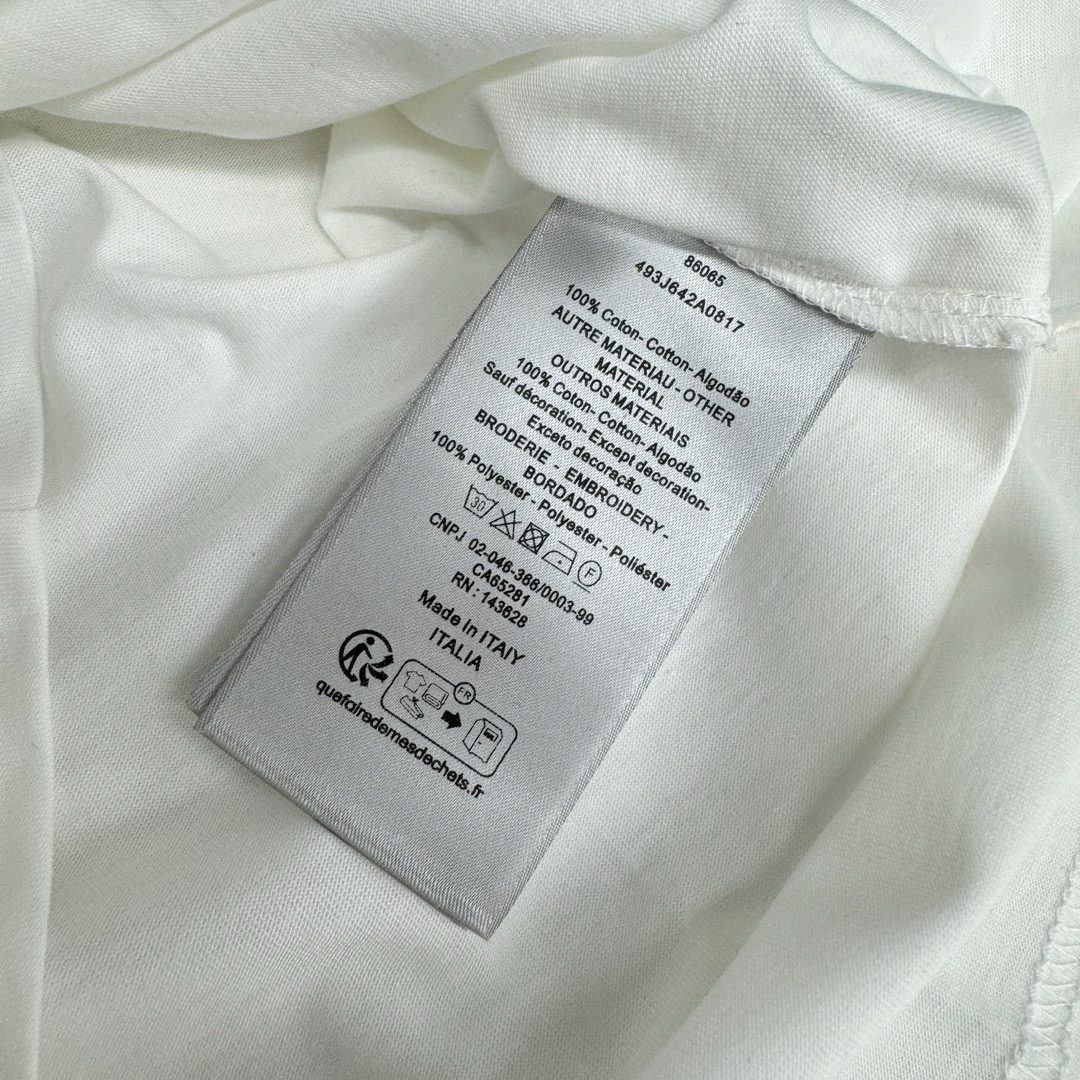 86065
493J642A0817
100% Coton- Cotton- Algodão
AUTRE MATERIAU - OTHER
MATERIAL
OUTROS MATERIAIS
100% Coton- Cotton- Algodão
Sauf décoration- Except decoration-
Exceto decoração
BRODERIE - EMBROIDERY-
BORDADO
100% Polyester - Polyester - Poliéster
30 F
CNPJ 02-046-366/0003-99
CA65281
RN : 143628
Made in ITAIY
ITALIA
FR
quefairedemesdechets.fr